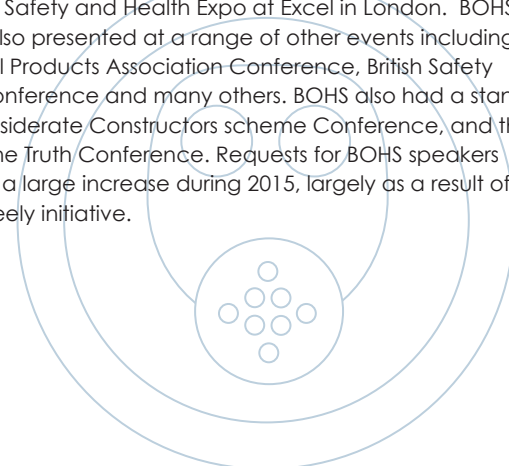 Safety and Health Expo at Excel in London. BOHS
lso presented at a range of other events including
l Products Association Conference, British Safety
onference and many others. BOHS also had a stan
siderate Constructors scheme Conference, and th
he Truth Conference. Requests for BOHS speakers
a large increase during 2015, largely as a result of
eely initiative.